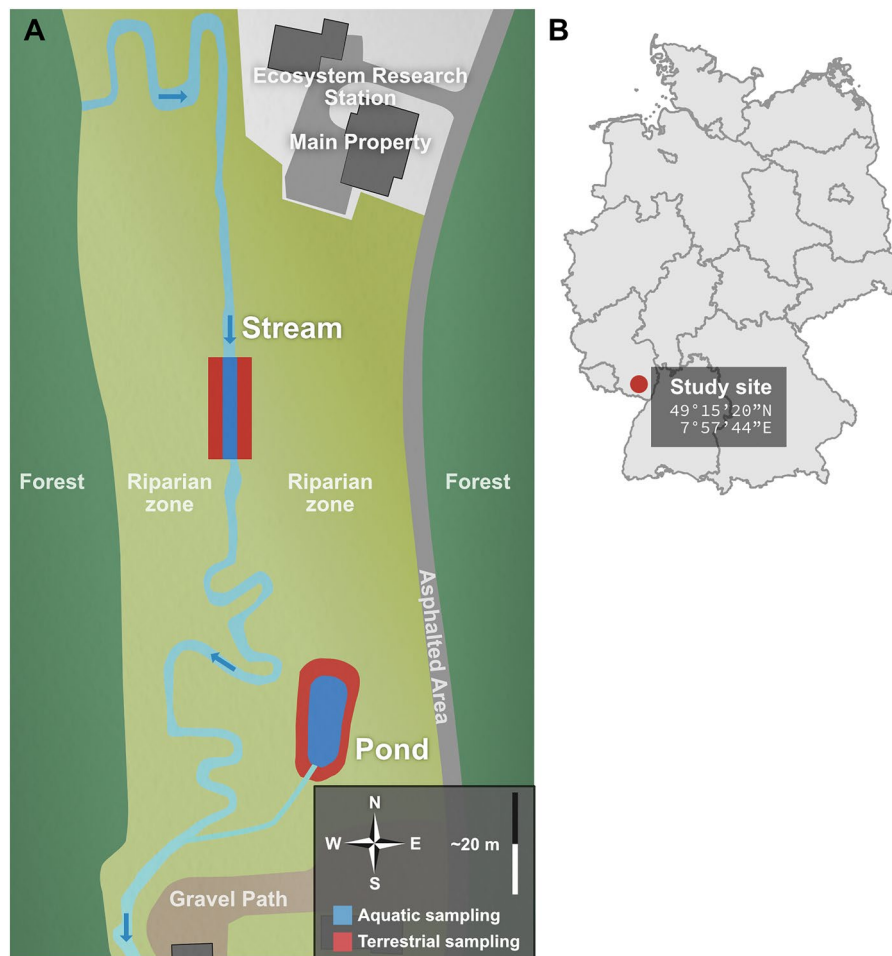 A
Ecosystem Research
Station
Main Property
Stream
Forest
Riparian
zone
Riparian
zone
Forest
Asphalted Area
Pond
Gravel Path
N
W
E
S
~20 m
Aquatic sampling
Terrestrial sampling
B
Study site
49°15’20”N
7°57’44”E